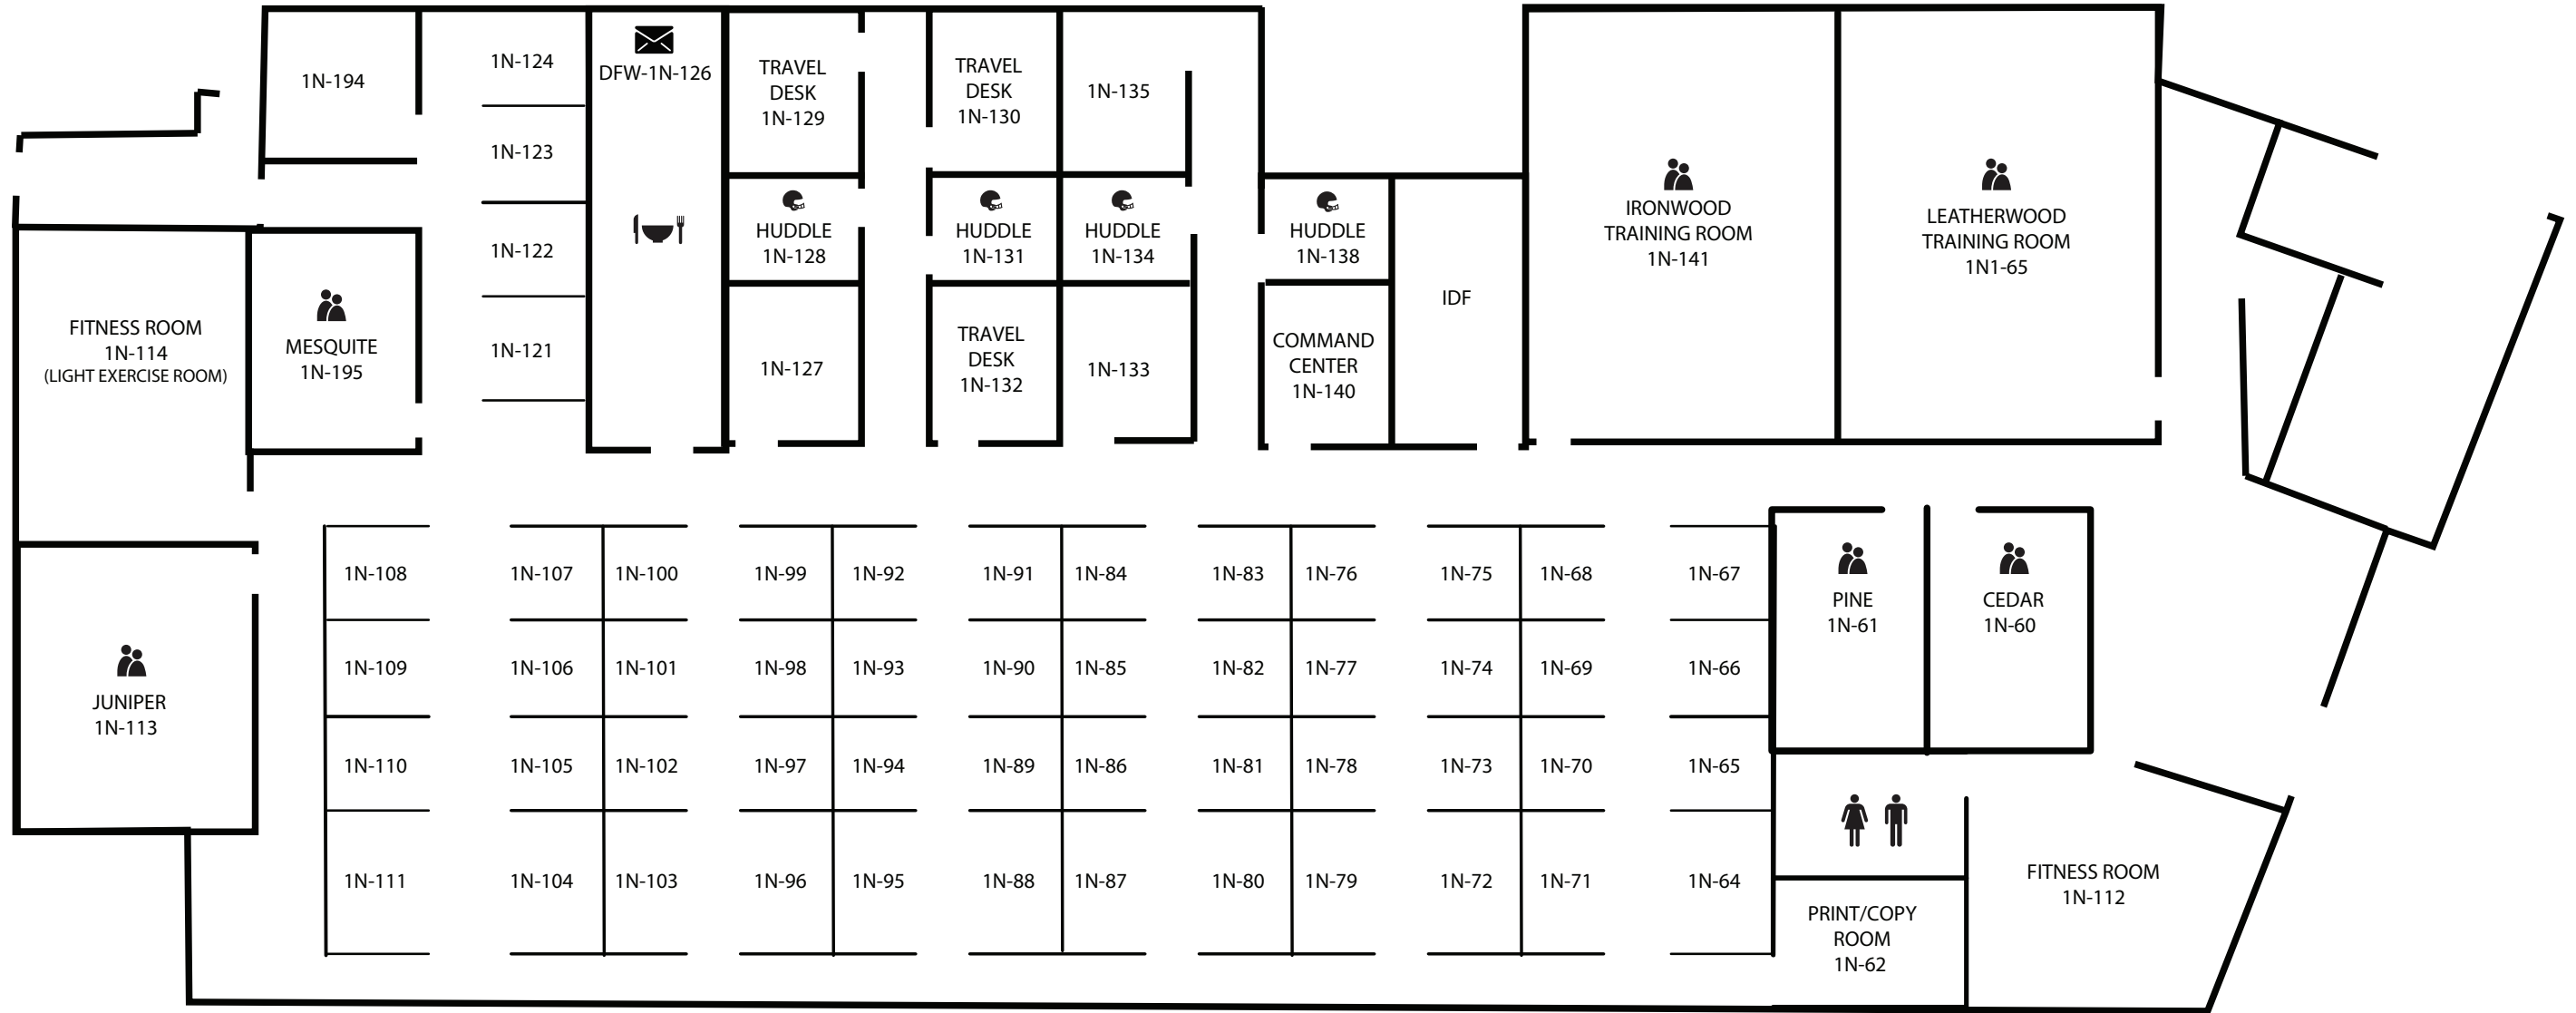 1N-194
1N-124
1N-123
1N-122
1N-121
DFW-1N-126
TRAVEL
DESK
1N-129
HUDDLE
1N-128
1N-127
TRAVEL
DESK
1N-130
HUDDLE
1N-131
TRAVEL
DESK
1N-132
1N-135
HUDDLE
1N-134
1N-133
HUDDLE
1N-138
COMMAND
CENTER
1N-140
IDF
IRONWOOD
TRAINING ROOM
1N-141
LEATHERWOOD
TRAINING ROOM
1N1-65
FITNESS ROOM
1N-114
(LIGHT EXERCISE ROOM)
MESQUITE
1N-195
JUNIPER
1N-113
1N-108
1N-107
1N-100
1N-99
1N-92
1N-91
1N-84
1N-83
1N-76
1N-75
1N-68
1N-67
1N-109
1N-106
1N-101
1N-98
1N-93
1N-90
1N-85
1N-82
1N-77
1N-74
1N-69
1N-66
1N-110
1N-105
1N-102
1N-97
1N-94
1N-89
1N-86
1N-81
1N-78
1N-73
1N-70
1N-65
1N-111
1N-104
1N-103
1N-96
1N-95
1N-88
1N-87
1N-80
1N-79
1N-72
1N-71
1N-64
PINE
1N-61
CEDAR
1N-60
PRINT/COPY
ROOM
1N-62
FITNESS ROOM
1N-112